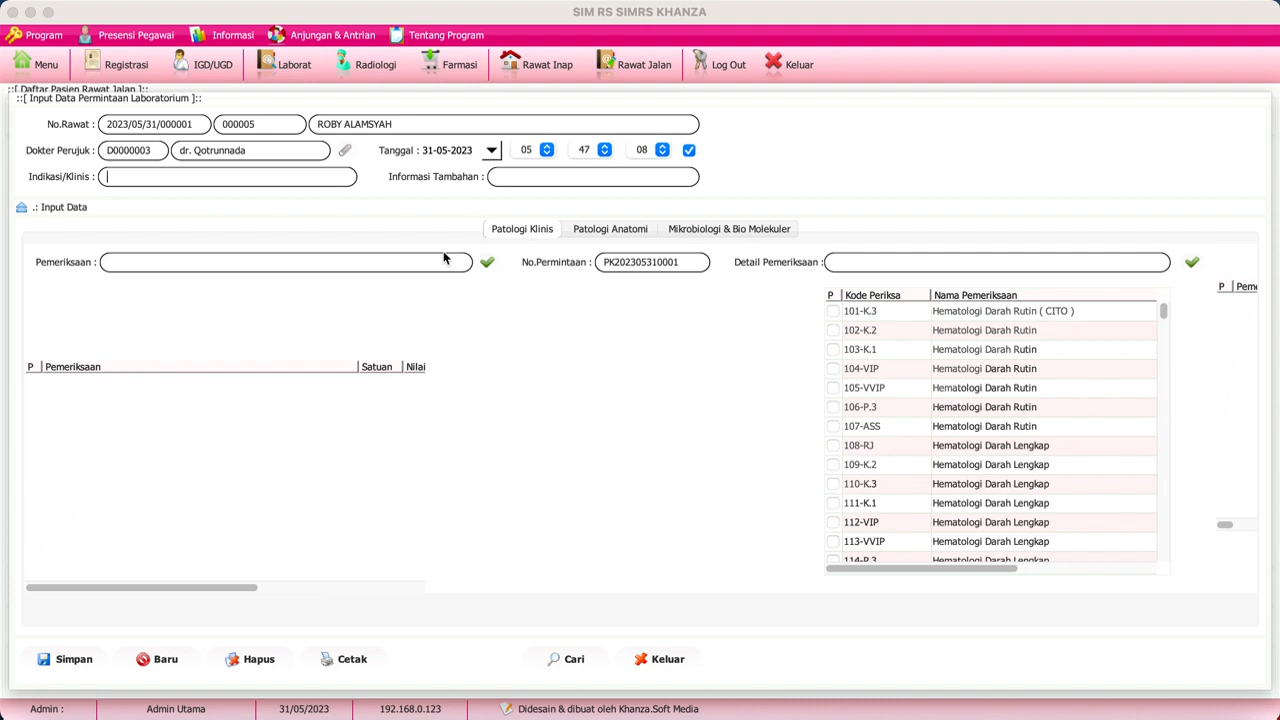 SIM RS SIMRS KHANZA
Program Presensi Pegawai Informasi Anjungan & Antrian Tentang Program
Menu Registrasi IGD/UGD Laborat Radiologi Farmasi Rawat Inap Rawat Jalan Log Out Keluar
::[ Daftar Pasien Rawat Jalan ]::
::[ Input Data Permintaan Laboratorium ]::
No.Rawat : 2023/05/31/000001 000005 ROBY ALAMSYAH
Dokter Perujuk : D0000003 dr. Qotrunnada Tanggal : 31-05-2023 05 47 08
Indikasi/Klinis : Informasi Tambahan :
.: Input Data
Patologi Klinis Patologi Anatomi Mikrobiologi & Bio Molekuler
Pemeriksaan : No.Permintaan : PK202305310001 Detail Pemeriksaan :
P Peme
P Kode Periksa Nama Pemeriksaan
101-K.3 Hematologi Darah Rutin ( CITO )
102-K.2 Hematologi Darah Rutin
103-K.1 Hematologi Darah Rutin
P Pemeriksaan Satuan Nilai
104-VIP Hematologi Darah Rutin
105-VVIP Hematologi Darah Rutin
106-P.3 Hematologi Darah Rutin
107-ASS Hematologi Darah Rutin
108-RJ Hematologi Darah Lengkap
109-K.2 Hematologi Darah Lengkap
110-K.3 Hematologi Darah Lengkap
111-K.1 Hematologi Darah Lengkap
112-VIP Hematologi Darah Lengkap
113-VVIP Hematologi Darah Lengkap
114-P.3 Hematologi Darah Lengkap
Simpan Baru Hapus Cetak Cari Keluar
Admin : Admin Utama 31/05/2023 192.168.0.123 Didesain & dibuat oleh Khanza.Soft Media